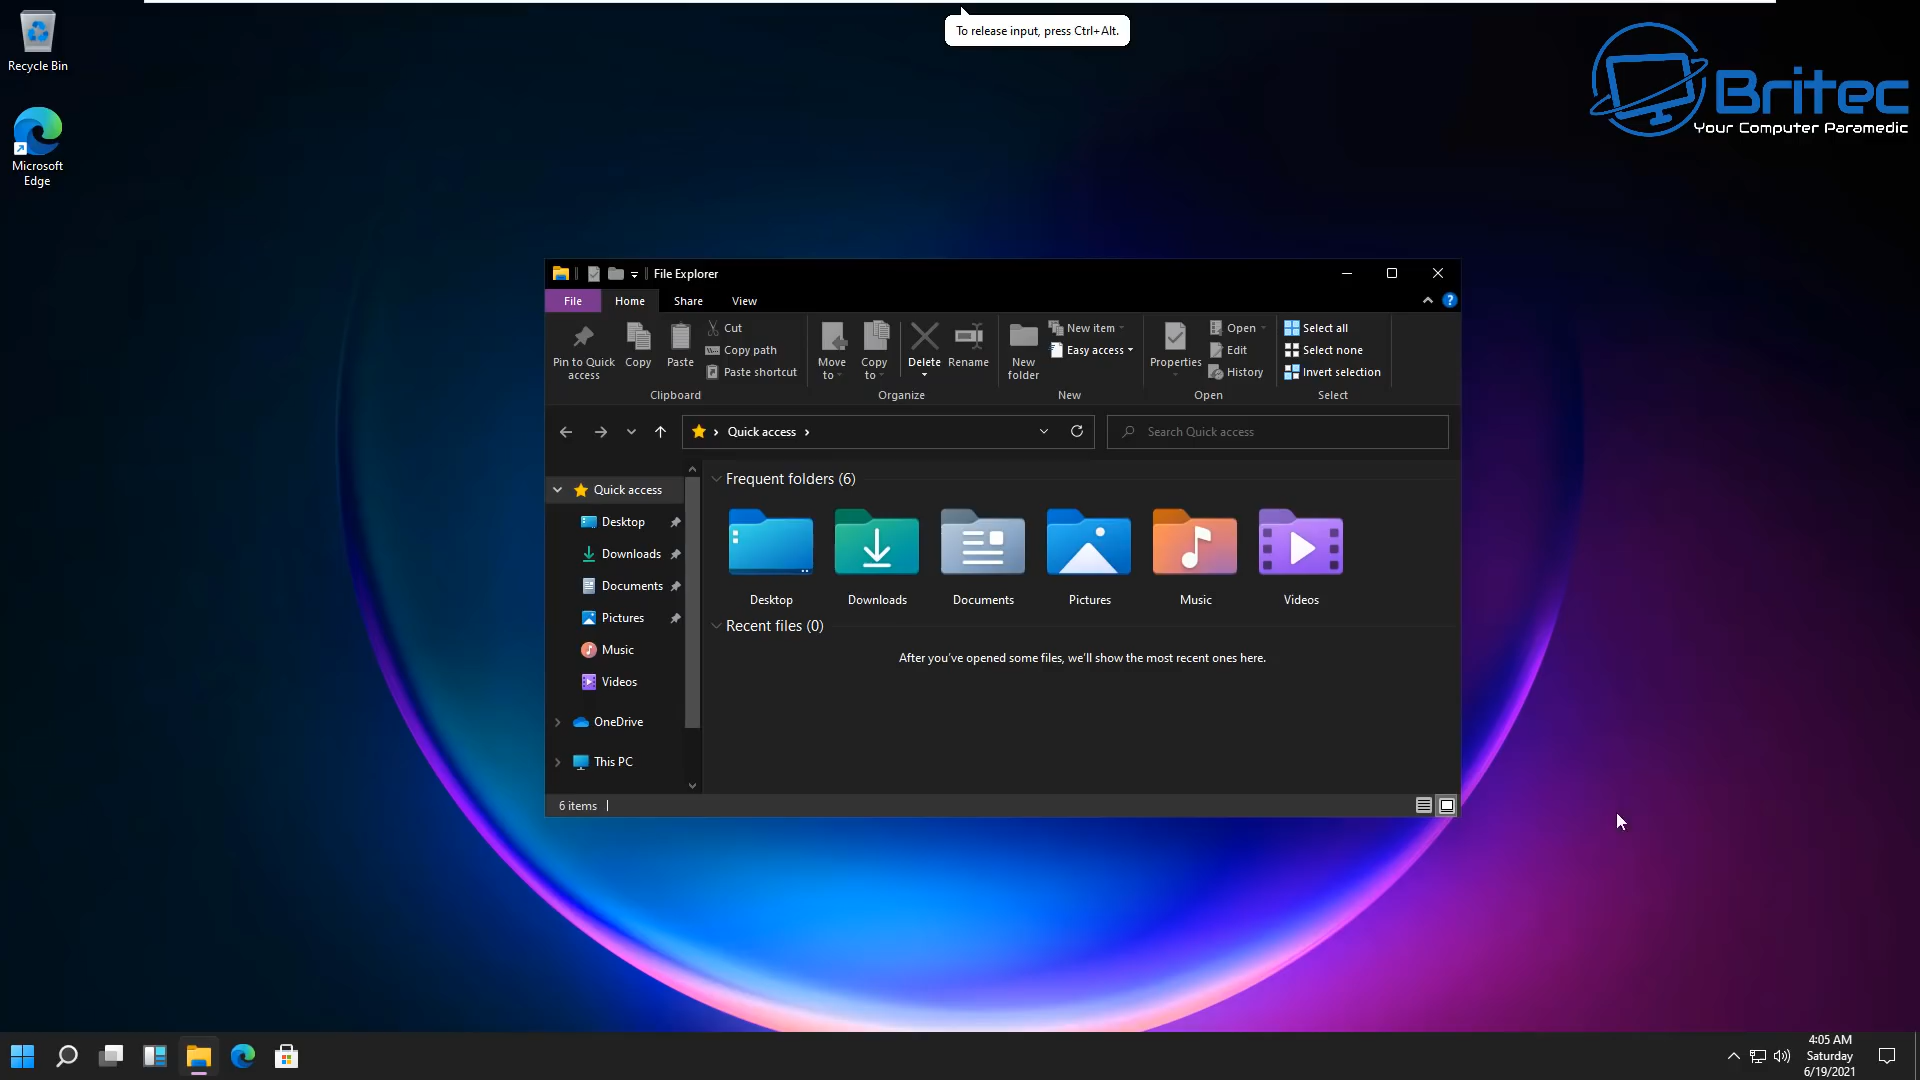 To release input, press Ctrl+Alt.
Recycle Bin
Britec
Your Computer Paramedic
Microsoft
Edge
File Explorer
File Home Share View
Pin to Quick
access
Copy
Paste
Cut
Copy path
Paste shortcut
Clipboard
Move
to
Copy
to
Delete
Rename
Organize
New
folder
New item
Easy access
New
Properties
Open
Edit
History
Open
Select all
Select none
Invert selection
Select
Quick access
Search Quick access
Quick access
Desktop
Downloads
Documents
Pictures
Music
Videos
OneDrive
This PC
Frequent folders (6)
Desktop Downloads Documents Pictures Music Videos
Recent files (0)
After you've opened some files, we'll show the most recent ones here.
6 items
4:05 AM
Saturday
6/19/2021